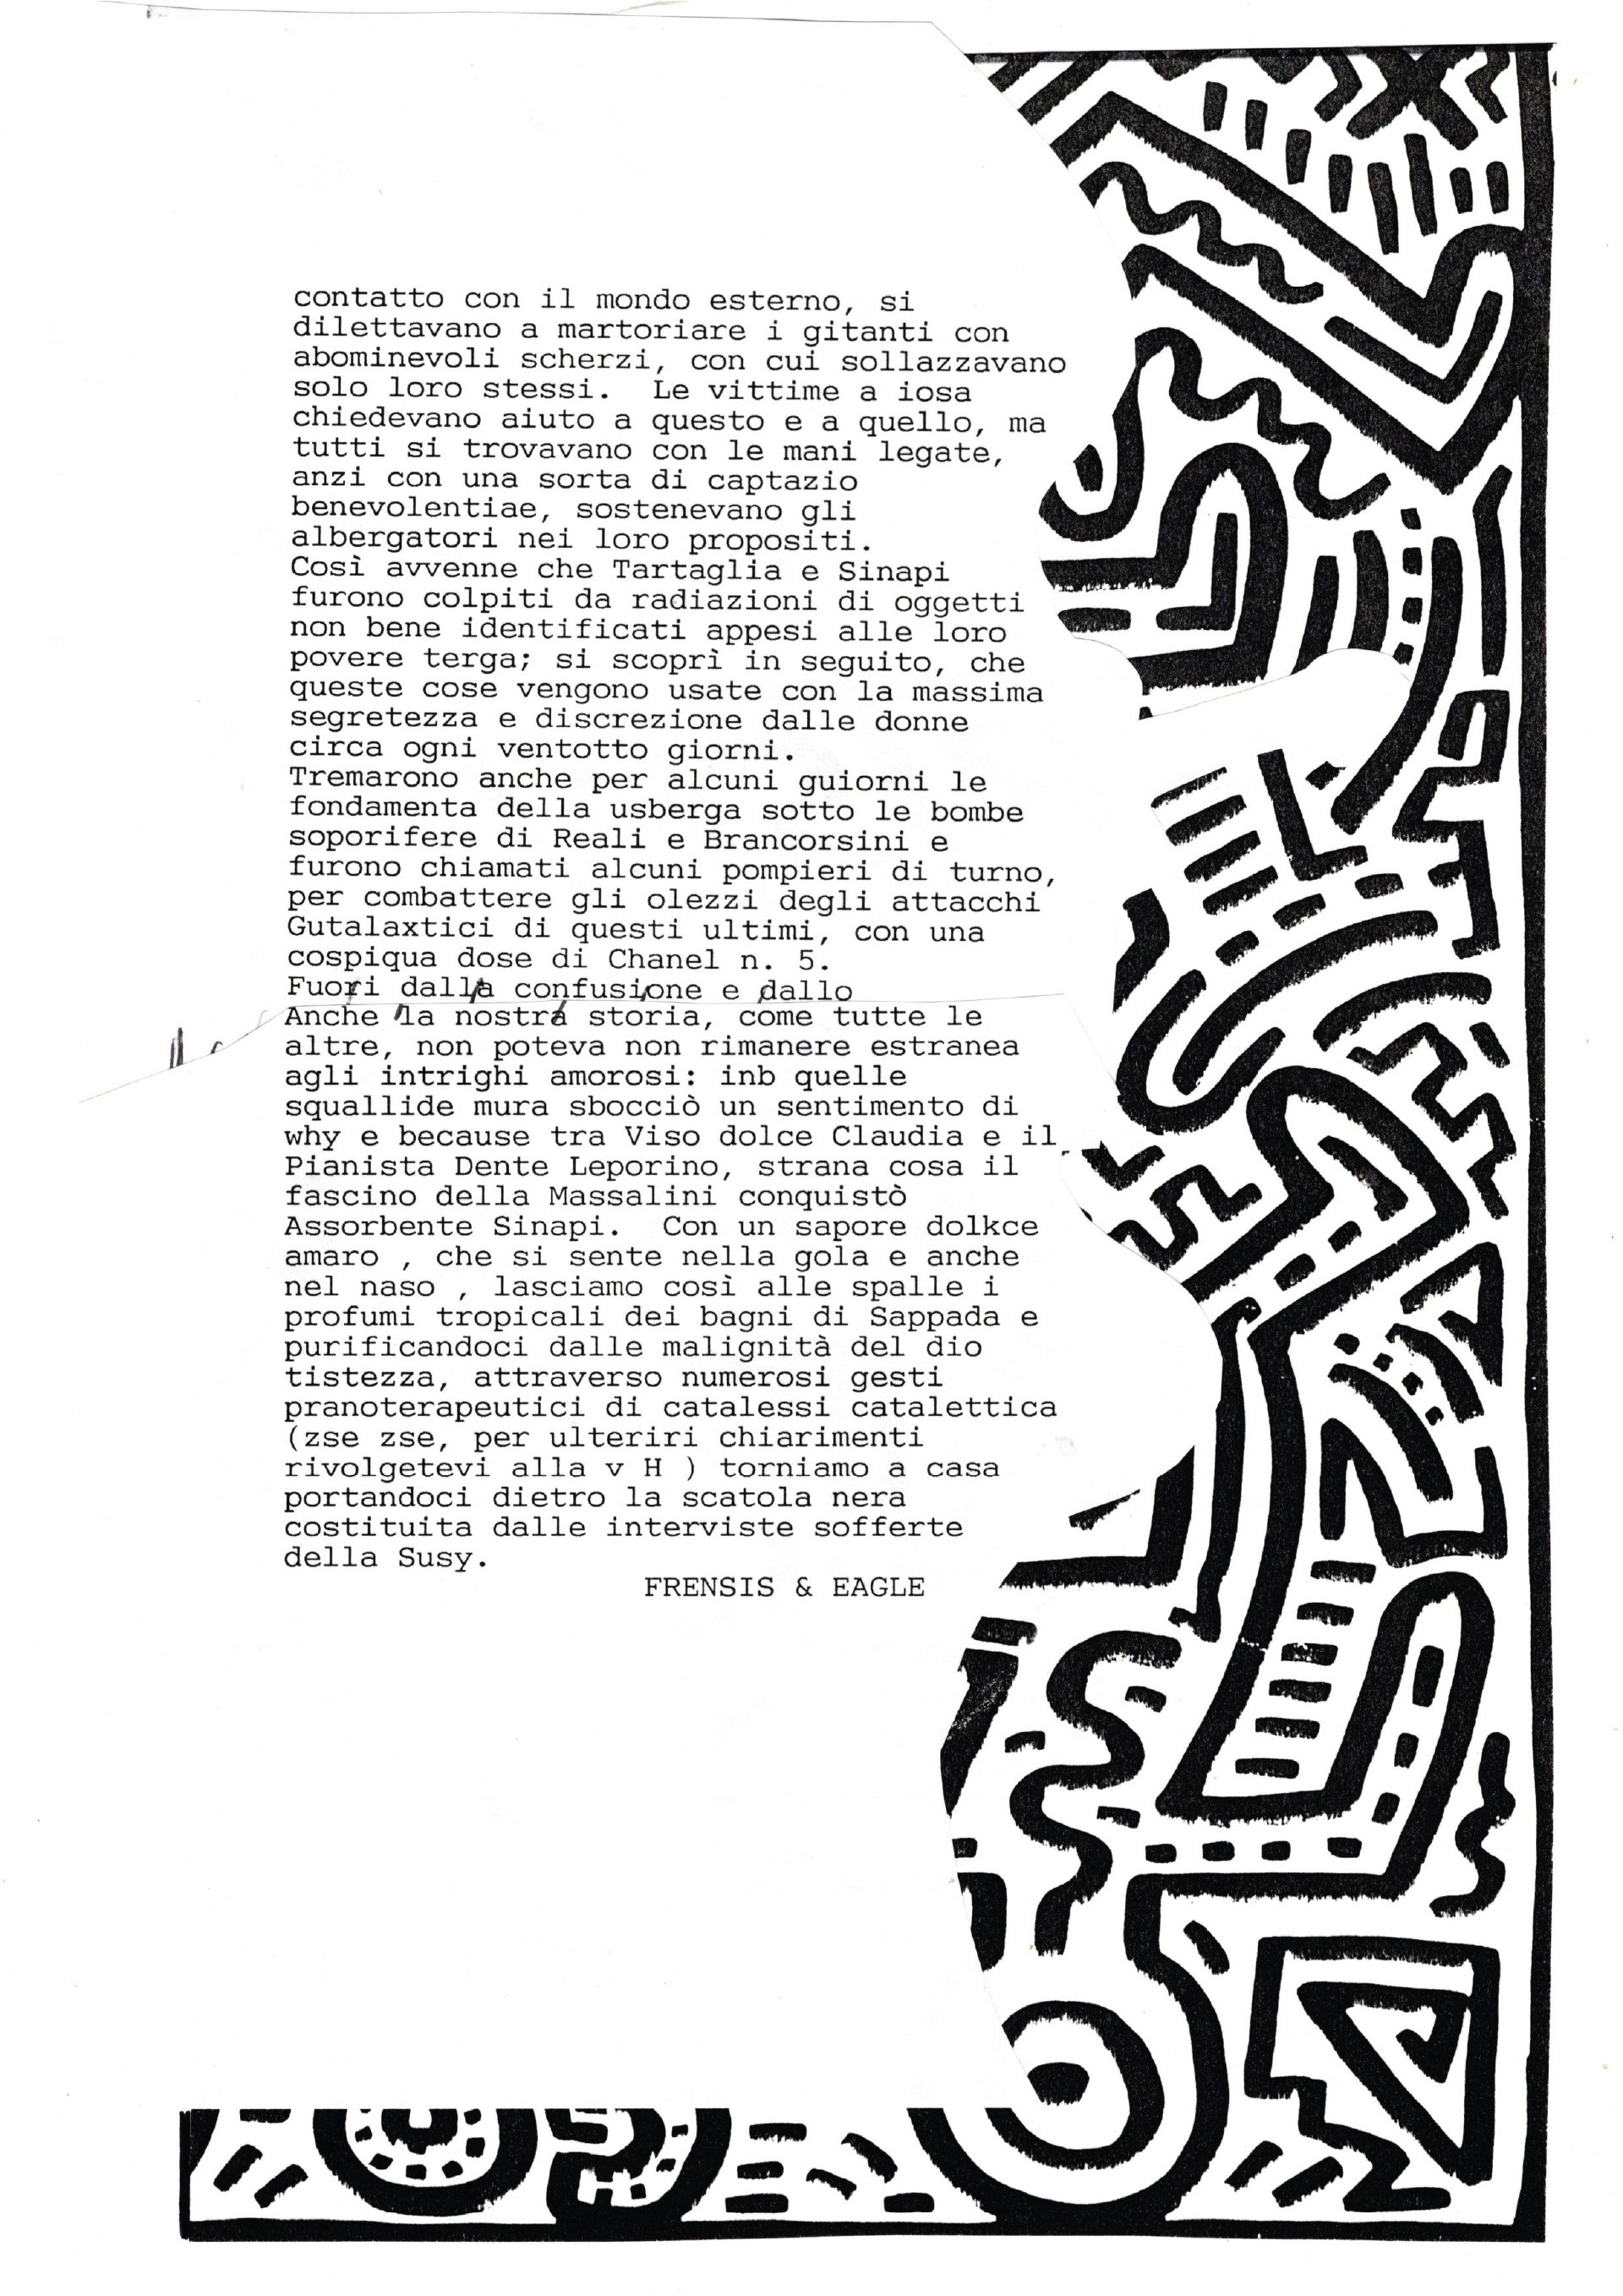 contatto con il mondo esterno, si
dilettavano a martoriare i gitanti con
abominevoli scherzi, con cui sollazzavano
solo loro stessi.  Le vittime a iosa
chiedevano aiuto a questo e a quello, ma
tutti si trovavano con le mani legate,
anzi con una sorta di captazio
benevolentiae, sostenevano gli
albergatori nei loro propositi.
Così avvenne che Tartaglia e Sinapi
furono colpiti da radiazioni di oggetti
non bene identificati appesi alle loro
povere terga; si scoprì in seguito, che
queste cose vengono usate con la massima
segretezza e discrezione dalle donne
circa ogni ventotto giorni.
Tremarono anche per alcuni guiorni le
fondamenta della usberga sotto le bombe
soporifere di Reali e Brancorsini e
furono chiamati alcuni pompieri di turno,
per combattere gli olezzi degli attacchi
Gutalaxtici di questi ultimi, con una
cospiqua dose di Chanel n. 5.
Fuori dalla confusione e dallo
Anche la nostra storia, come tutte le
altre, non poteva non rimanere estranea
agli intrighi amorosi: inb quelle
squallide mura sbocciò un sentimento di
why e because tra Viso dolce Claudia e il
Pianista Dente Leporino, strana cosa il
fascino della Massalini conquistò
Assorbente Sinapi.  Con un sapore dolkce
amaro , che si sente nella gola e anche
nel naso , lasciamo così alle spalle i
profumi tropicali dei bagni di Sappada e
purificandoci dalle malignità del dio
tistezza, attraverso numerosi gesti
pranoterapeutici di catalessi catalettica
(zse zse, per ulteriri chiarimenti
rivolgetevi alla v H ) torniamo a casa
portandoci dietro la scatola nera
costituita dalle interviste sofferte
della Susy.
FRENSIS & EAGLE